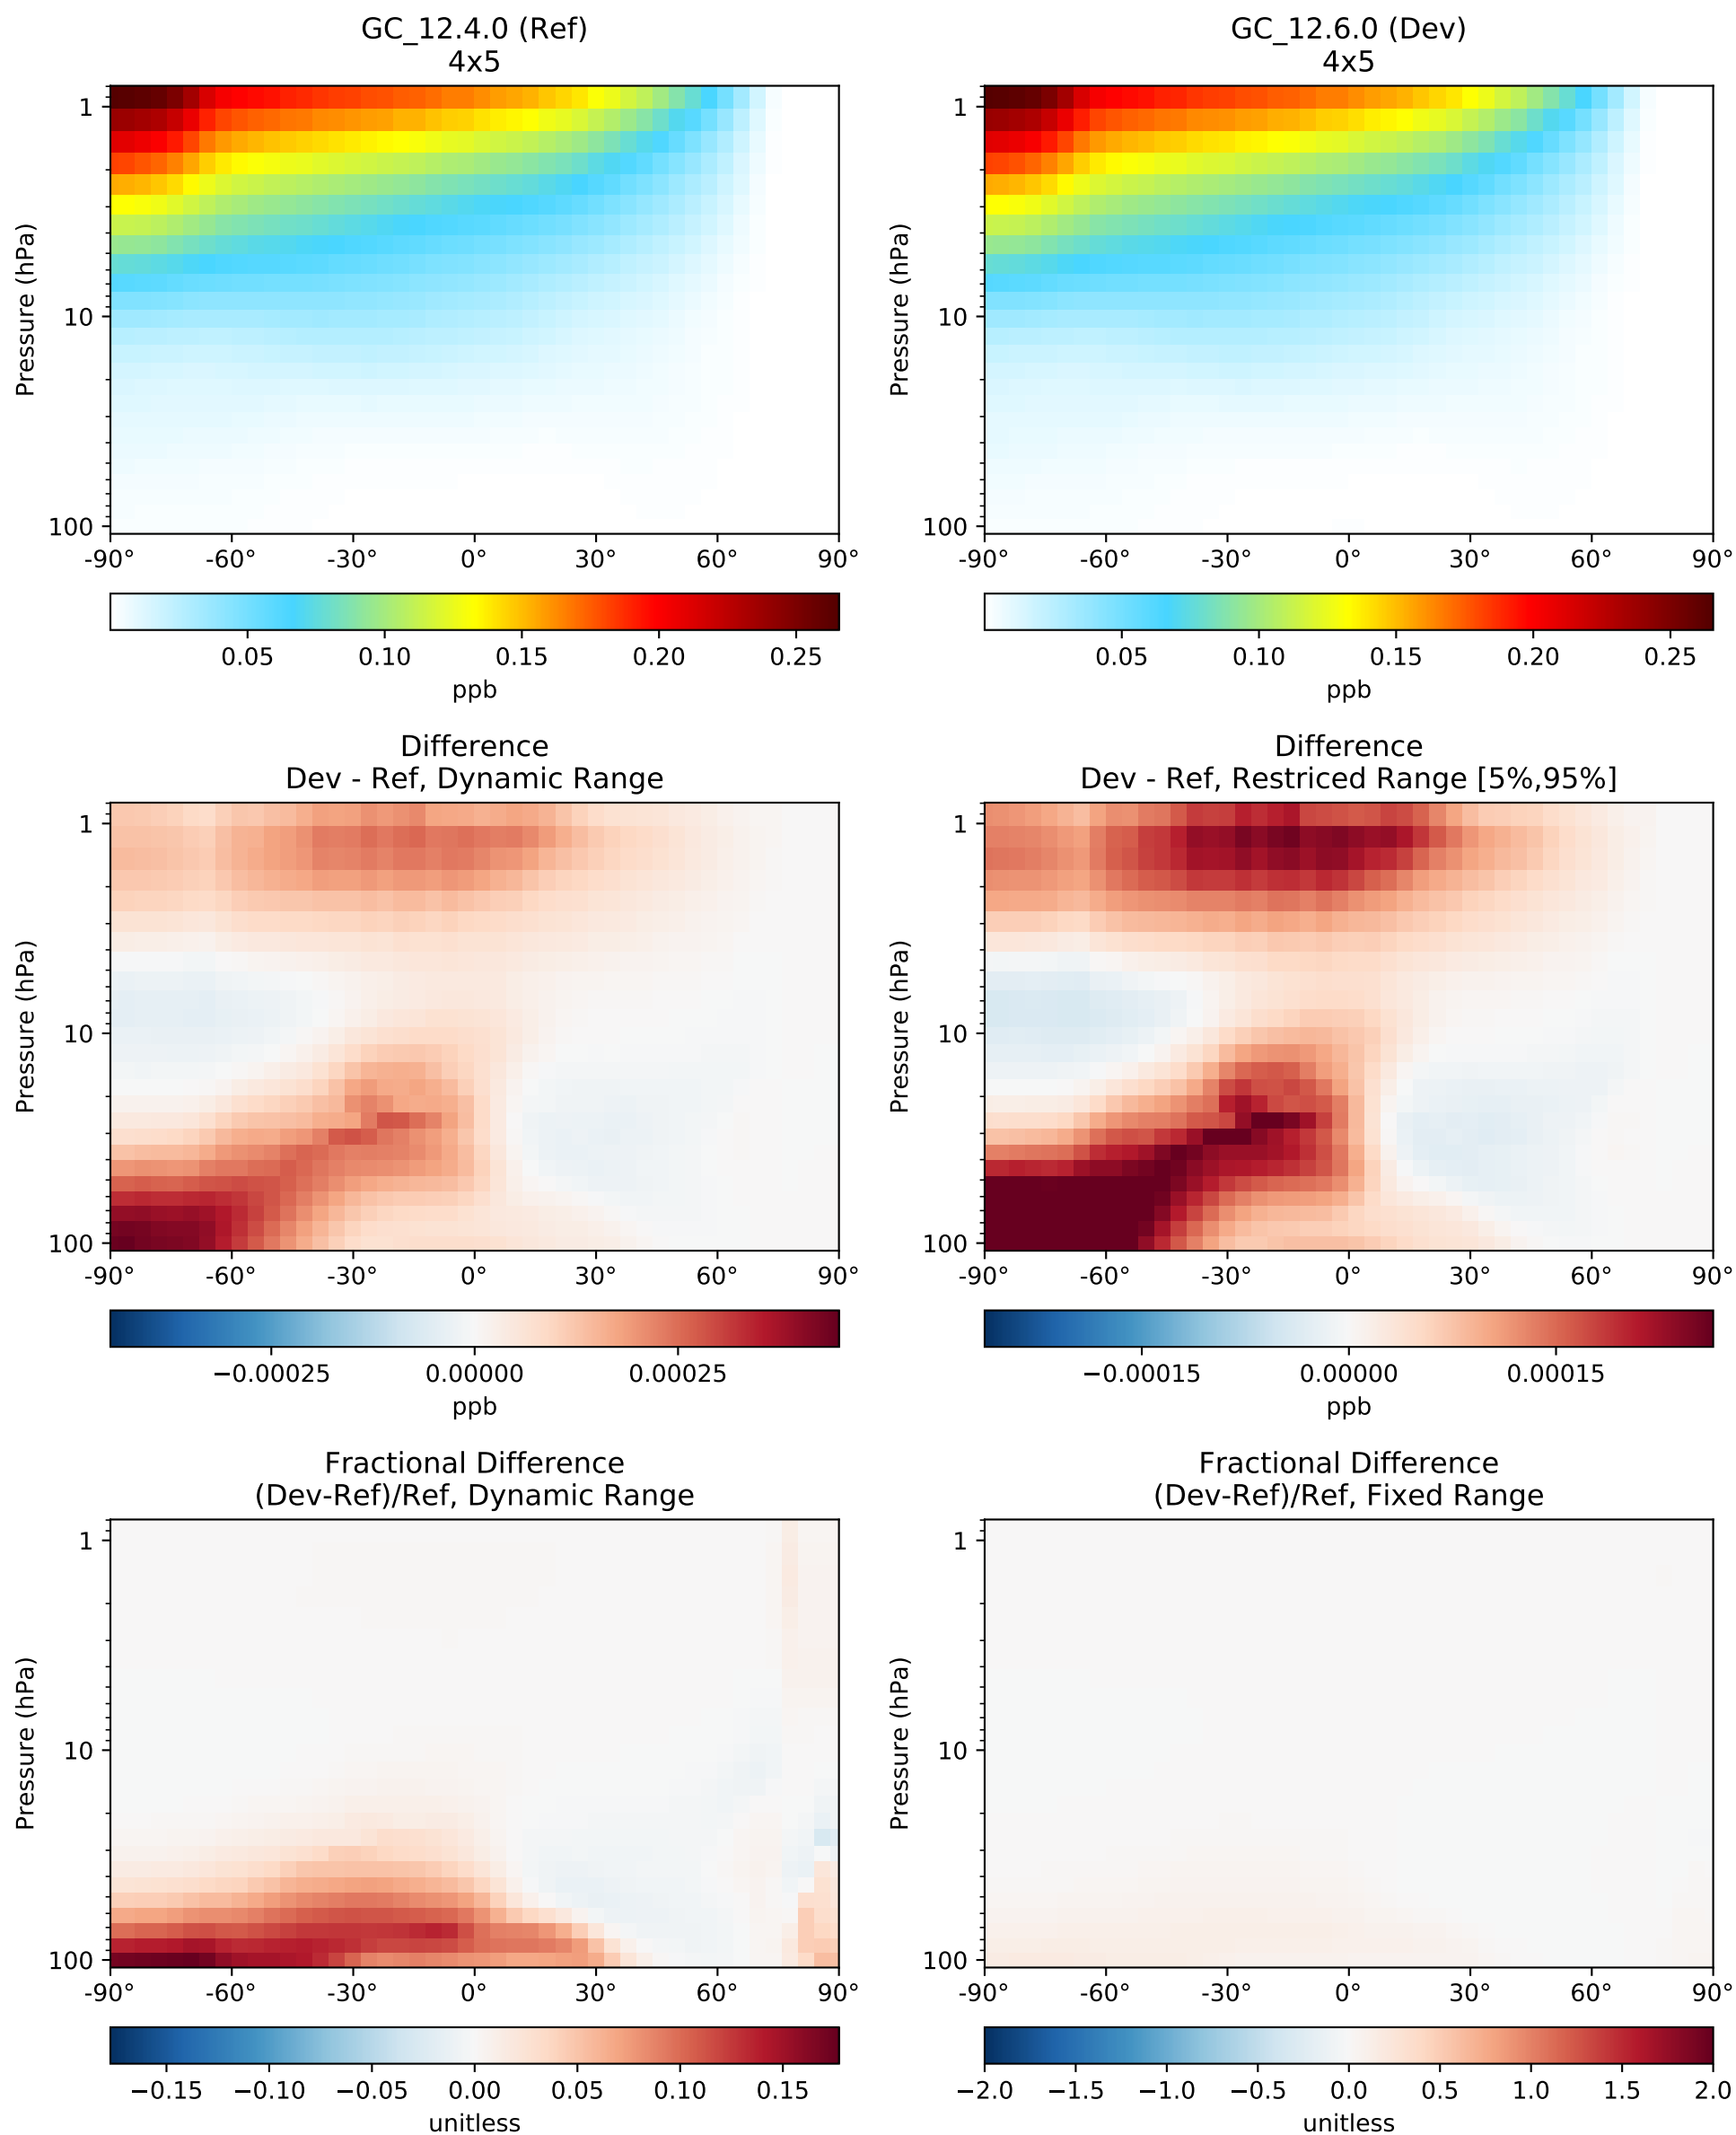 GC_12.4.0 (Ref)
4x5
GC_12.6.0 (Dev)
4x5
Pressure (hPa)
1
10
100
-90° -60° -30° 0° 30° 60° 90°
0.05 0.10 0.15 0.20 0.25
ppb
Pressure (hPa)
1
10
100
-90° -60° -30° 0° 30° 60° 90°
0.05 0.10 0.15 0.20 0.25
ppb
Difference
Dev - Ref, Dynamic Range
Pressure (hPa)
1
10
100
-90° -60° -30° 0° 30° 60° 90°
−0.00025 0.00000 0.00025
ppb
Difference
Dev - Ref, Restriced Range [5%,95%]
Pressure (hPa)
1
10
100
-90° -60° -30° 0° 30° 60° 90°
−0.00015 0.00000 0.00015
ppb
Fractional Difference
(Dev-Ref)/Ref, Dynamic Range
Pressure (hPa)
1
10
100
-90° -60° -30° 0° 30° 60° 90°
−0.15 −0.10 −0.05 0.00 0.05 0.10 0.15
unitless
Fractional Difference
(Dev-Ref)/Ref, Fixed Range
Pressure (hPa)
1
10
100
-90° -60° -30° 0° 30° 60° 90°
−2.0 −1.5 −1.0 −0.5 0.0 0.5 1.0 1.5 2.0
unitless